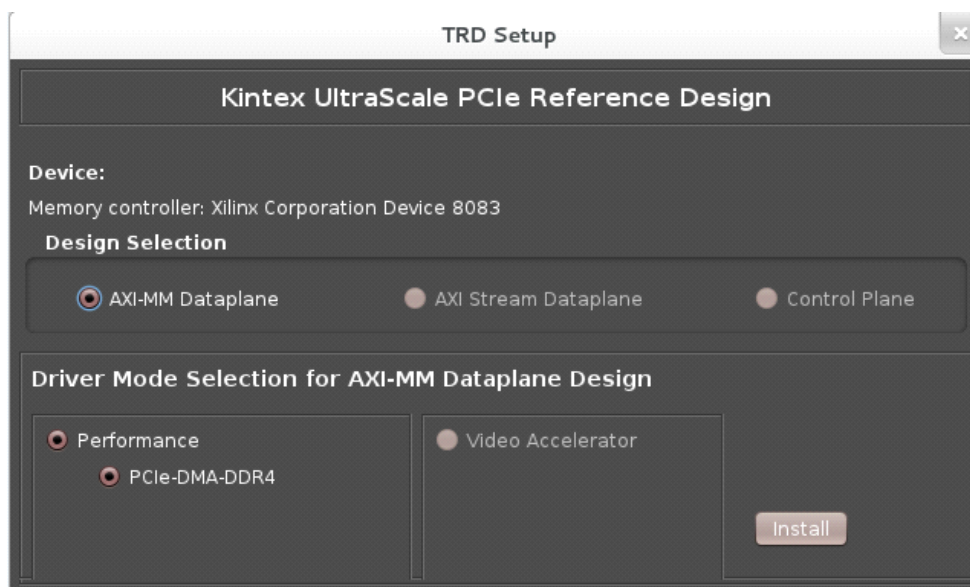 TRD Setup
Kintex UltraScale PCIe Reference Design
Device:
Memory controller: Xilinx Corporation Device 8083
Design Selection
AXI-MM Dataplane AXI Stream Dataplane Control Plane
Driver Mode Selection for AXI-MM Dataplane Design
Performance Video Accelerator
PCIe-DMA-DDR4
Install